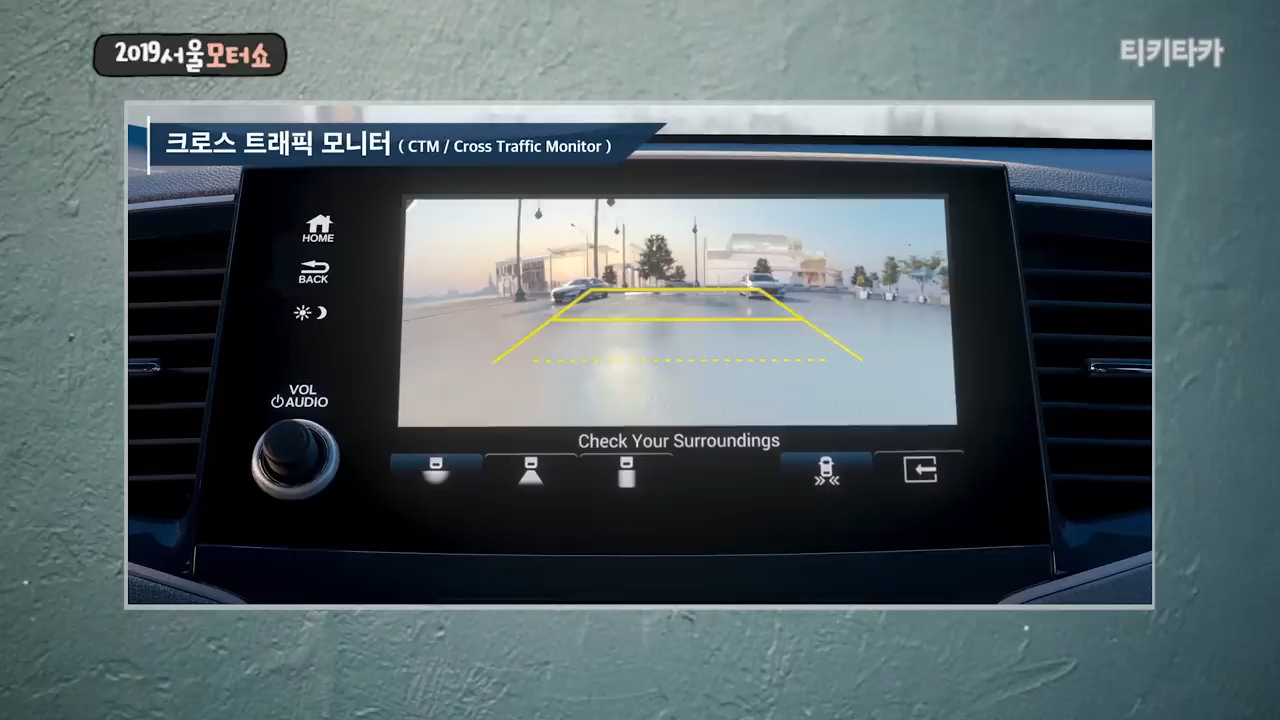 2019서울모터쇼
티키타카
크로스 트래픽 모니터 ( CTM / Cross Traffic Monitor )
HOME
BACK
VOL
AUDIO
Check Your Surroundings